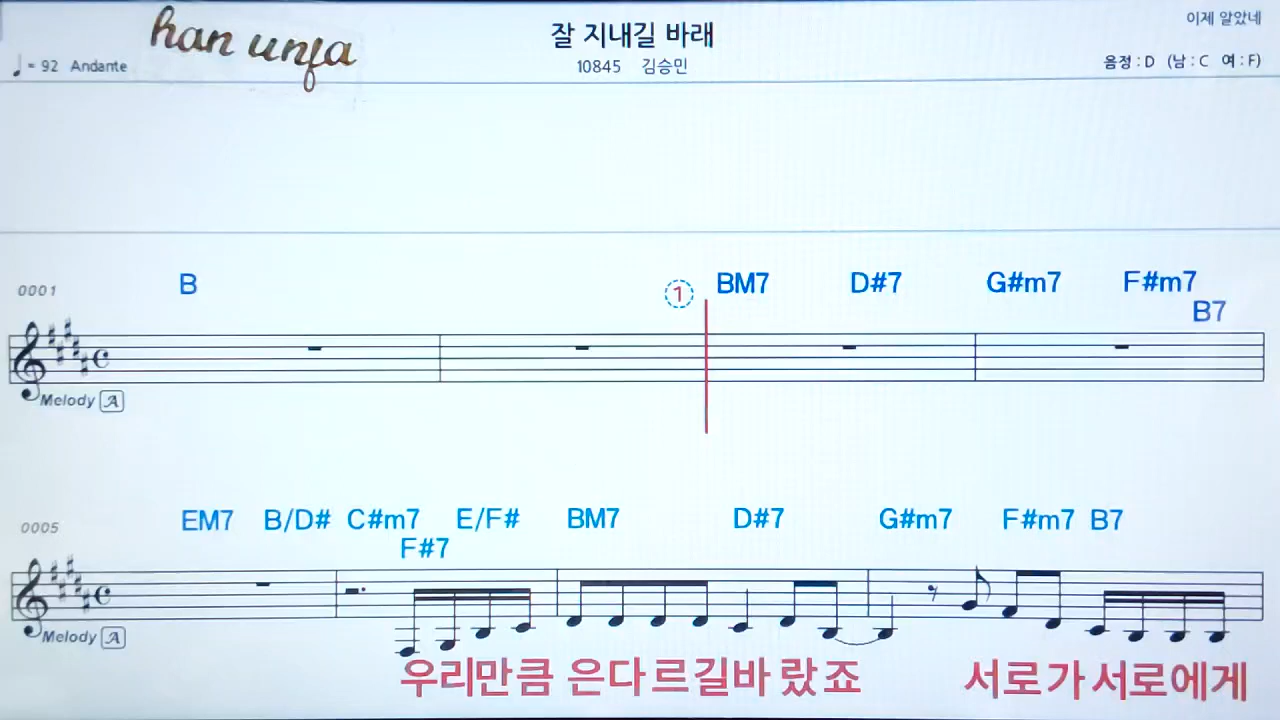 han unfa
잘 지내길 바래
이제 알았네
♩= 92 Andante
10845 김승민
음정 : D (남 : C 여 : F)
0001
B
1
BM7 D#7 G#m7 F#m7
B7
Melody A
0005
EM7 B/D# C#m7 E/F# BM7 D#7 G#m7 F#m7 B7
F#7
Melody A
우리만큼 은다르길바 랐죠 서로가서로에게